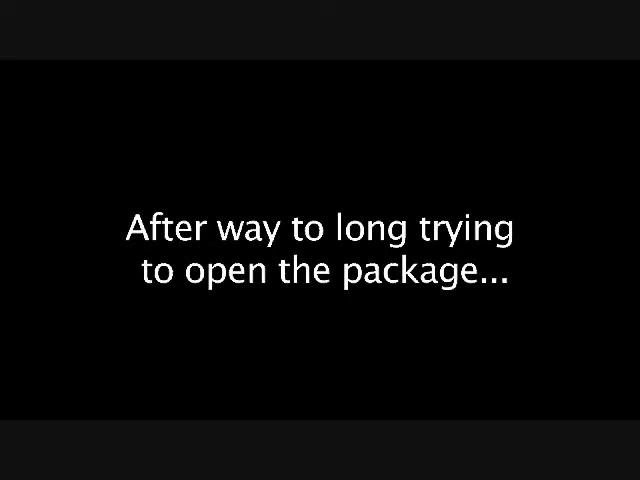 After way to long trying
to open the package...